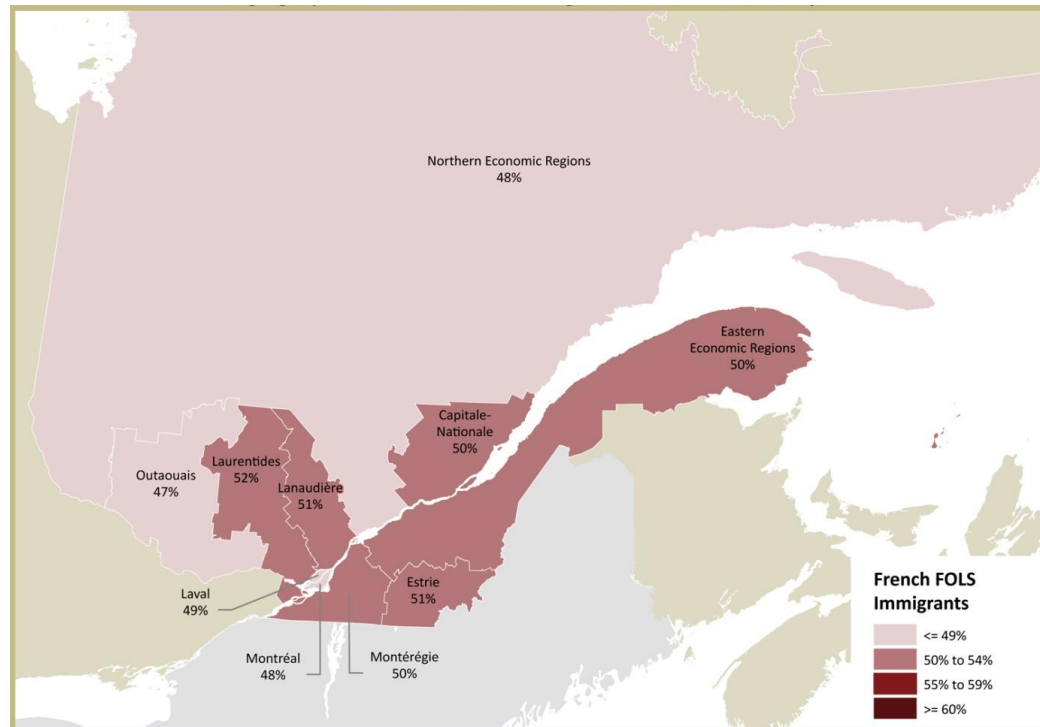 Northern Economic Regions
48%
Eastern
Economic Regions
50%
Capitale-
Nationale
50%
Laurentides
52%
Lanaudière
51%
Outaouais
47%
Estrie
51%
Laval
49%
Montréal
48%
Montérégie
50%
French FOLS
Immigrants
<= 49%
50% to 54%
55% to 59%
>= 60%